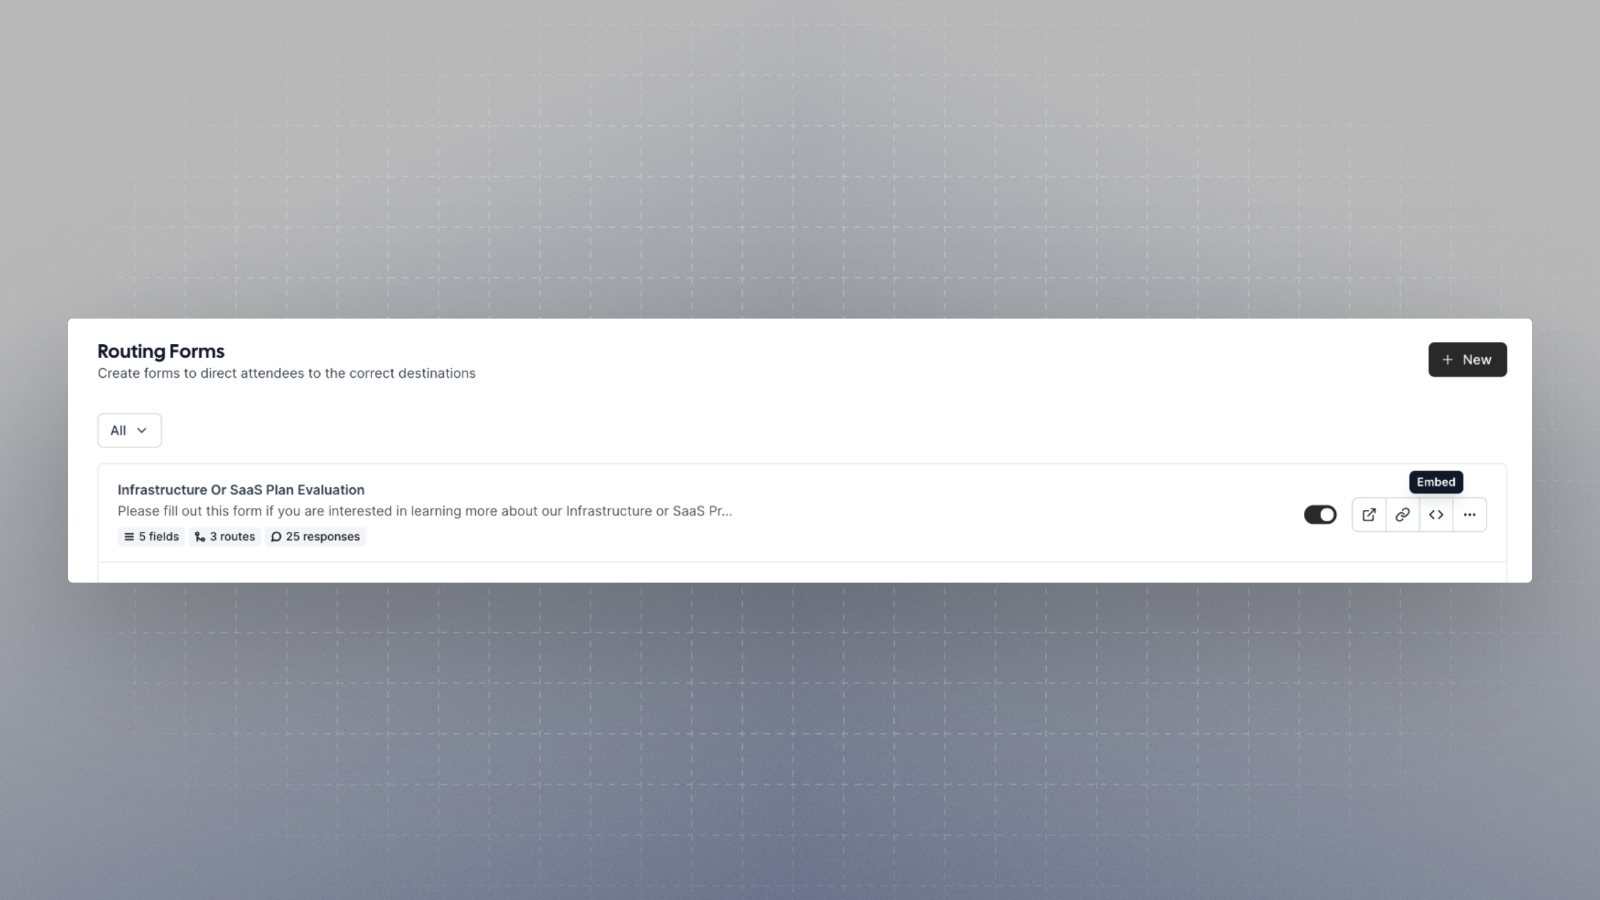 Routing Forms
Create forms to direct attendees to the correct destinations
+ New
All
Embed
Infrastructure Or SaaS Plan Evaluation
Please fill out this form if you are interested in learning more about our Infrastructure or SaaS Pr...
5 fields 3 routes 25 responses